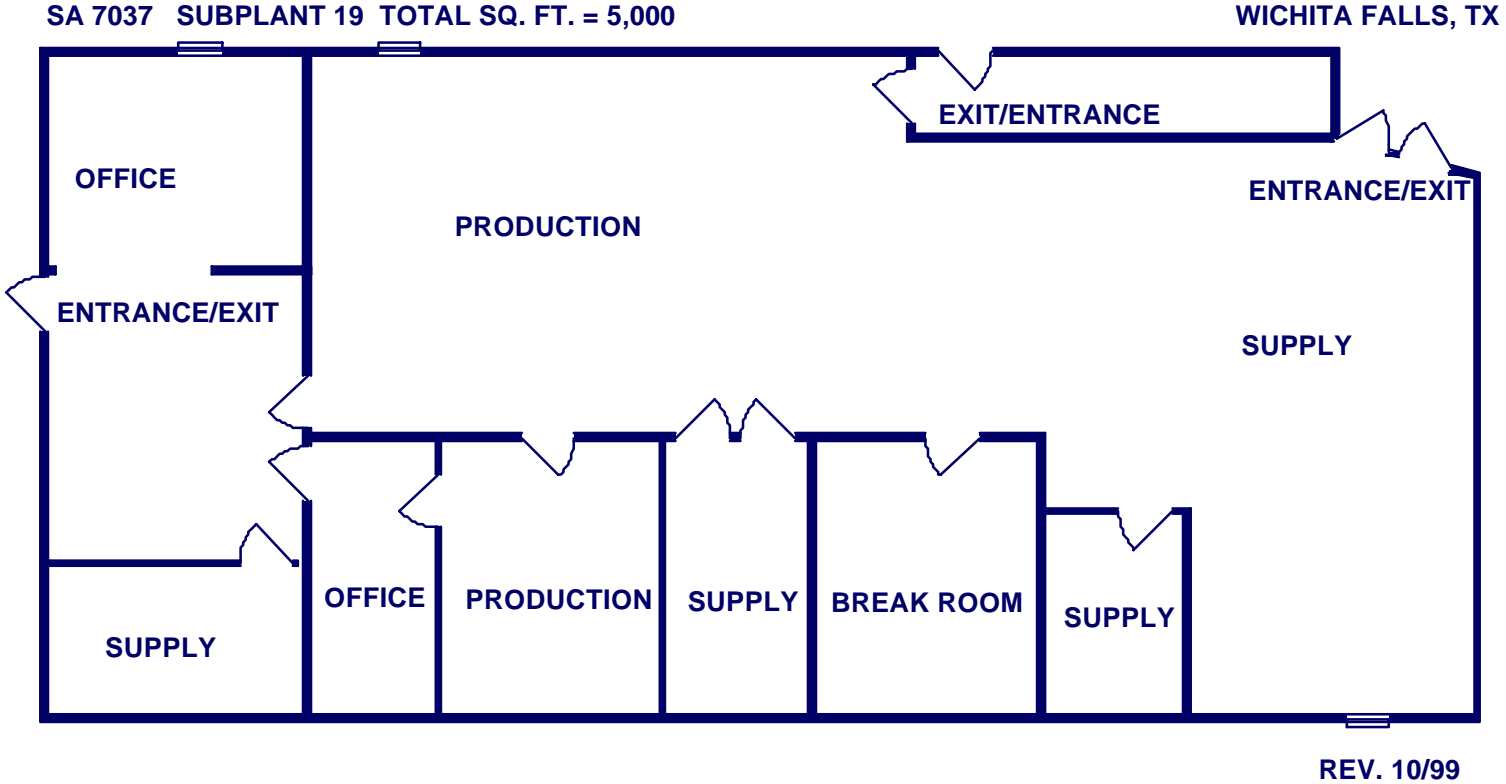 SA 7037 SUBPLANT 19 TOTAL SQ. FT. = 5,000 WICHITA FALLS, TX
EXIT/ENTRANCE
OFFICE
ENTRANCE/EXIT
PRODUCTION
ENTRANCE/EXIT
SUPPLY
OFFICE
PRODUCTION
SUPPLY
BREAK ROOM
SUPPLY
SUPPLY
REV. 10/99